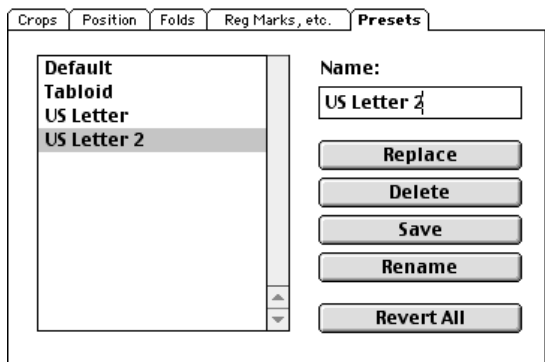 Crops Position Folds Reg Marks, etc. Presets
Default
Tabloid
US Letter
US Letter 2
Name:
US Letter 2
Replace
Delete
Save
Rename
Revert All